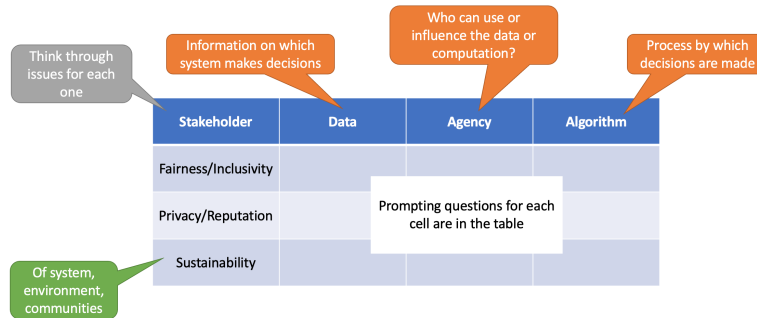 Who can use or
influence the data or
computation?
Think through
issues for each
one
Information on which
system makes decisions
Process by which
decisions are made
Stakeholder
Data
Agency
Algorithm
Fairness/Inclusivity
Privacy/Reputation
Prompting questions for each
cell are in the table
Sustainability
Of system,
environment,
communities